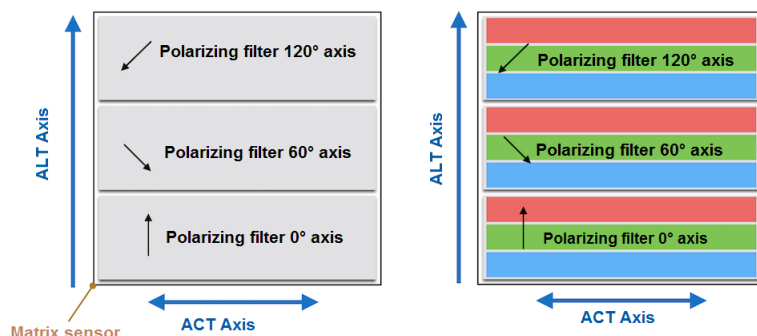 ALT Axis
Polarizing filter 120° axis
Polarizing filter 60° axis
Polarizing filter 0° axis
Matrix sensor
ACT Axis
ALT Axis
Polarizing filter 120° axis
Polarizing filter 60° axis
Polarizing filter 0° axis
ACT Axis